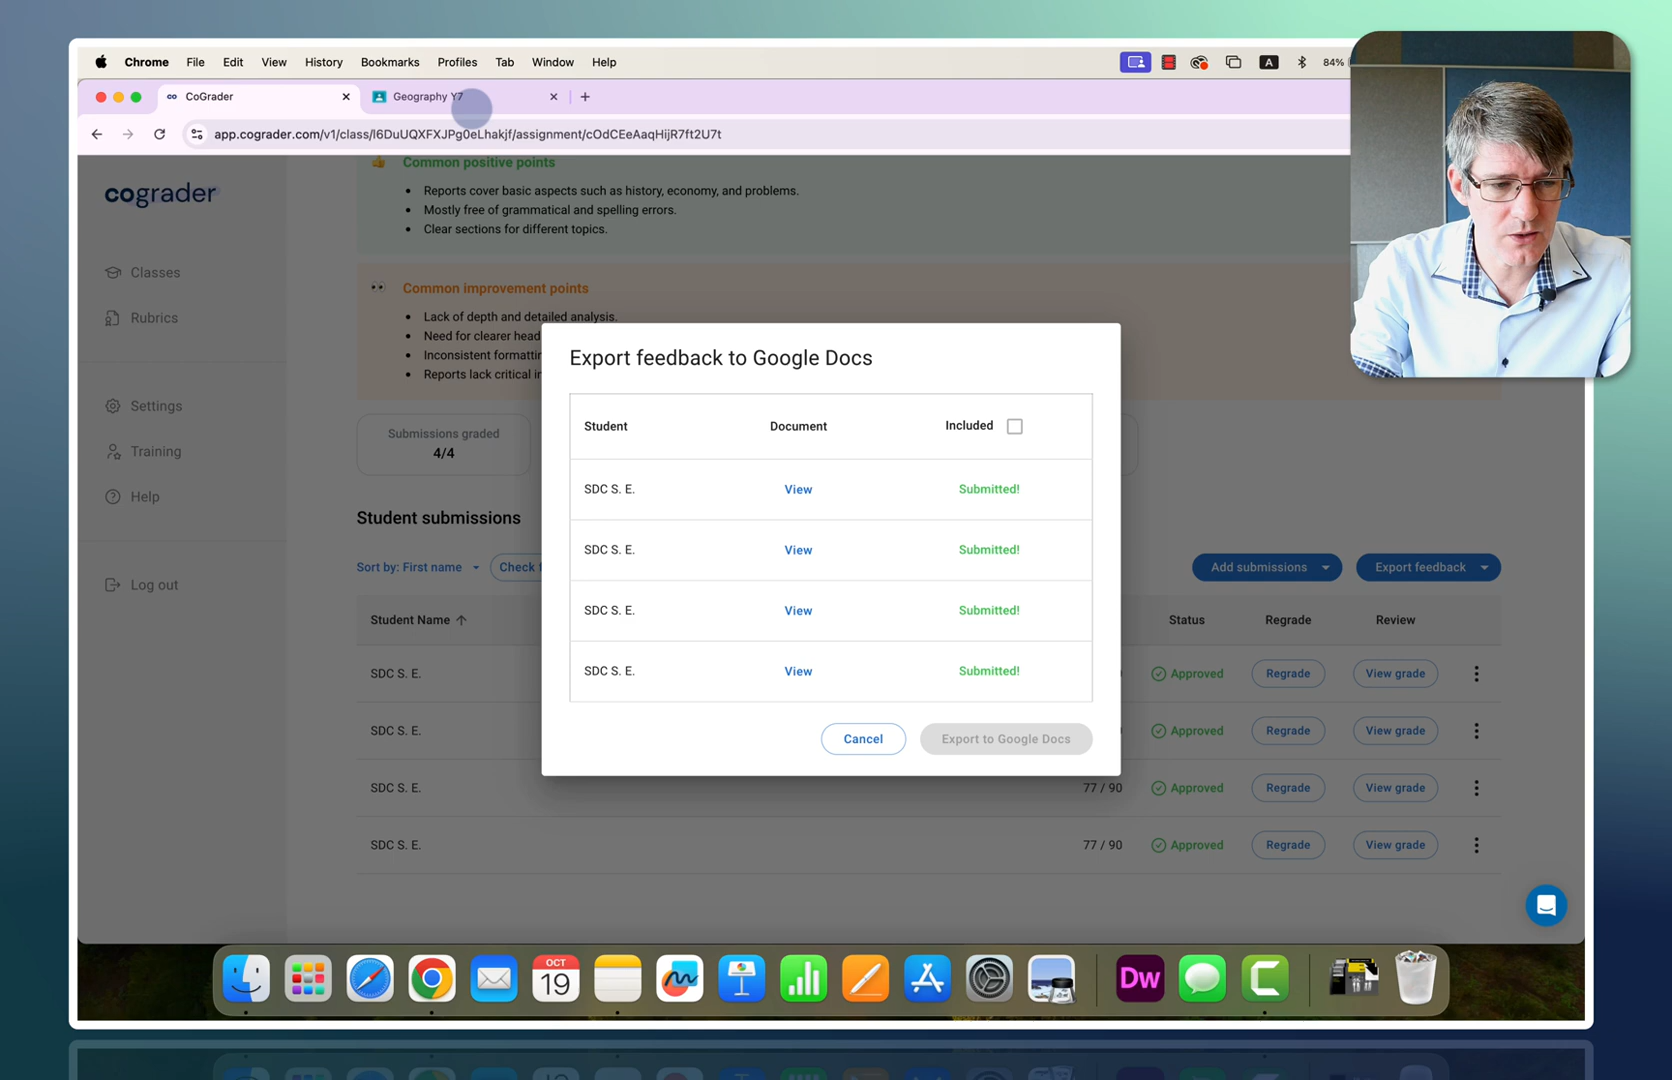 Chrome File Edit View History Bookmarks Profiles Tab Window Help
A 84%
CoGrader
Geography Y7
app.cograder.com/v1/class/l6DuUQXFXJPg0eLhakjf/assignment/cOdCEeAaqHijR7ft2U7t
cograder
Classes
Rubrics
Settings
Training
Help
Log out
Common positive points
• Reports cover basic aspects such as history, economy, and problems.
• Mostly free of grammatical and spelling errors.
• Clear sections for different topics.
Common improvement points
• Lack of depth and detailed analysis.
• Need for clearer head
• Inconsistent formattin
• Reports lack critical in
Submissions graded
4/4
Student submissions
Sort by: First name
Check
Add submissions
Export feedback
Student Name
Status Regrade Review
SDC S. E. Approved Regrade View grade
SDC S. E. Approved Regrade View grade
SDC S. E. 77 / 90 Approved Regrade View grade
SDC S. E. 77 / 90 Approved Regrade View grade
Export feedback to Google Docs
Student Document Included
SDC S. E. View Submitted!
SDC S. E. View Submitted!
SDC S. E. View Submitted!
SDC S. E. View Submitted!
Cancel Export to Google Docs
OCT
19
Dw